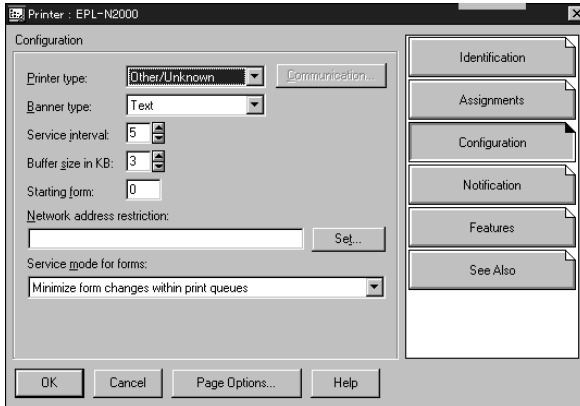 Printer : EPL-N2000
Configuration
Printer type:
Other/Unknown
Communication...
Banner type:
Text
Service interval:
5
Buffer size in KB:
3
Starting form:
0
Network address restriction:
Set...
Service mode for forms:
Minimize form changes within print queues
OK
Cancel
Page Options...
Help
Identification
Assignments
Configuration
Notification
Features
See Also